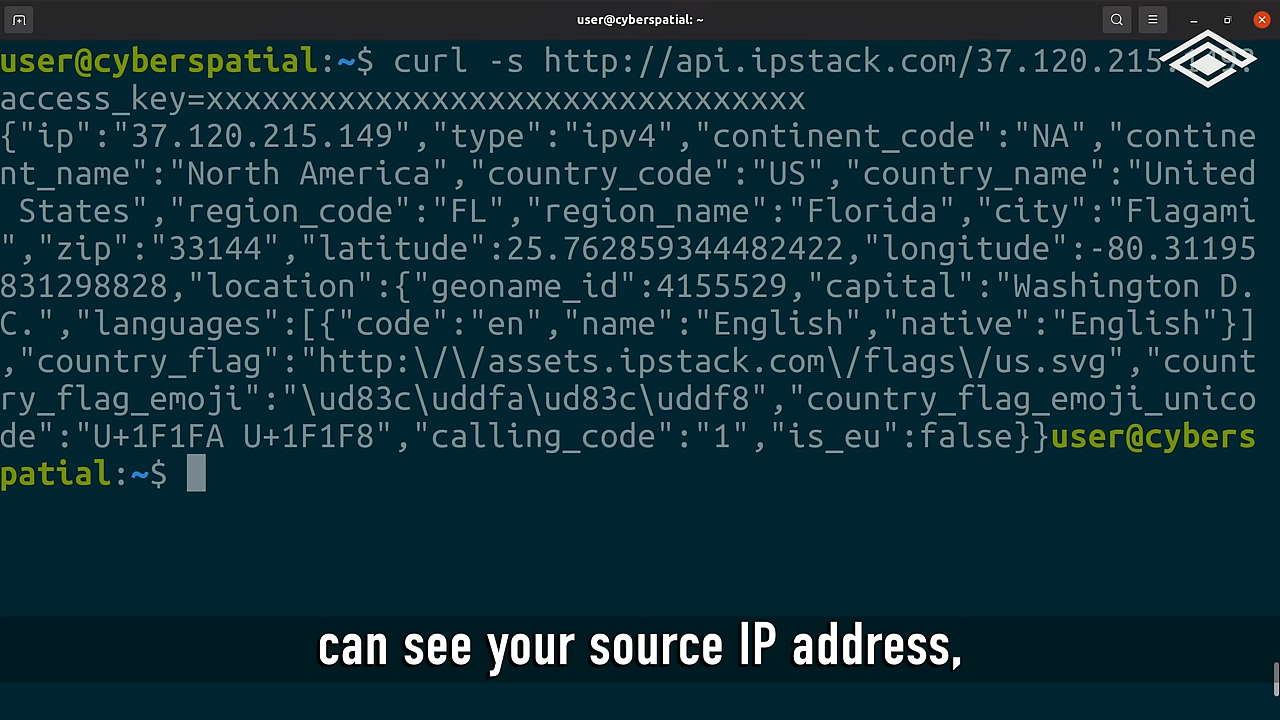 user@cyberspatial: ~
user@cyberspatial:~$ curl -s http://api.ipstack.com/37.120.215.149?
access_key=xxxxxxxxxxxxxxxxxxxxxxxxxxxxxxxx
{"ip":"37.120.215.149","type":"ipv4","continent_code":"NA","contine
nt_name":"North America","country_code":"US","country_name":"United
 States","region_code":"FL","region_name":"Florida","city":"Flagami
","zip":"33144","latitude":25.762859344482422,"longitude":-80.31195
831298828,"location":{"geoname_id":4155529,"capital":"Washington D.
C.","languages":[{"code":"en","name":"English","native":"English"}]
,"country_flag":"http:\/\/assets.ipstack.com\/flags\/us.svg","count
ry_flag_emoji":"\ud83c\uddfa\ud83c\uddf8","country_flag_emoji_unico
de":"U+1F1FA U+1F1F8","calling_code":"1","is_eu":false}}user@cybers
patial:~$
can see your source IP address,